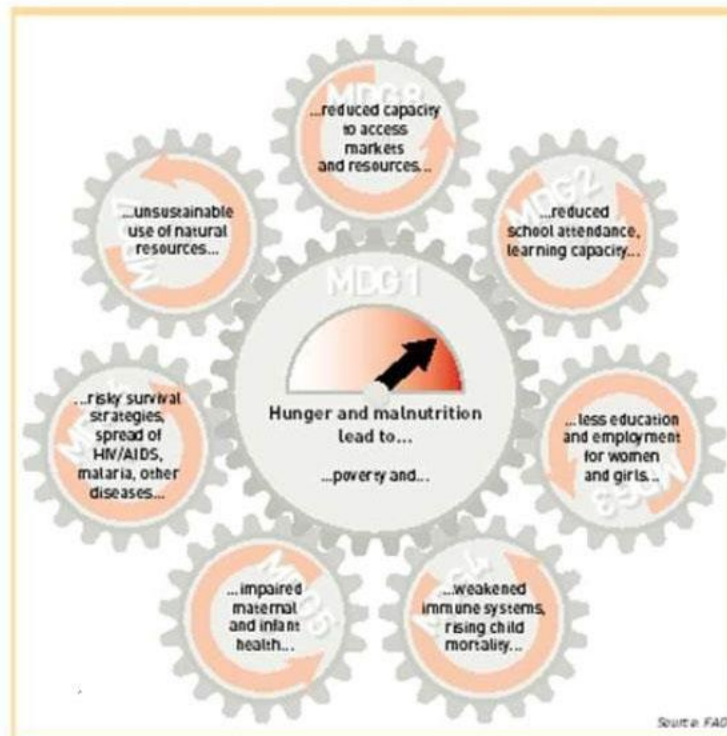 MDG8
...reduced capacity
to access
markets
and resources...
MDG2
...reduced
school attendance,
learning capacity...
MDG3
...less education
and employment
for women
and girls...
MDG4
...weakened
immune systems,
rising child
mortality...
MDG5
...impaired
maternal
and infant
health...
...risky survival
strategies,
spread of
HIV/AIDS,
malaria, other
diseases...
...unsustainable
use of natural
resources...
MDG1
Hunger and malnutrition
lead to...
...poverty and...
Source: FAO